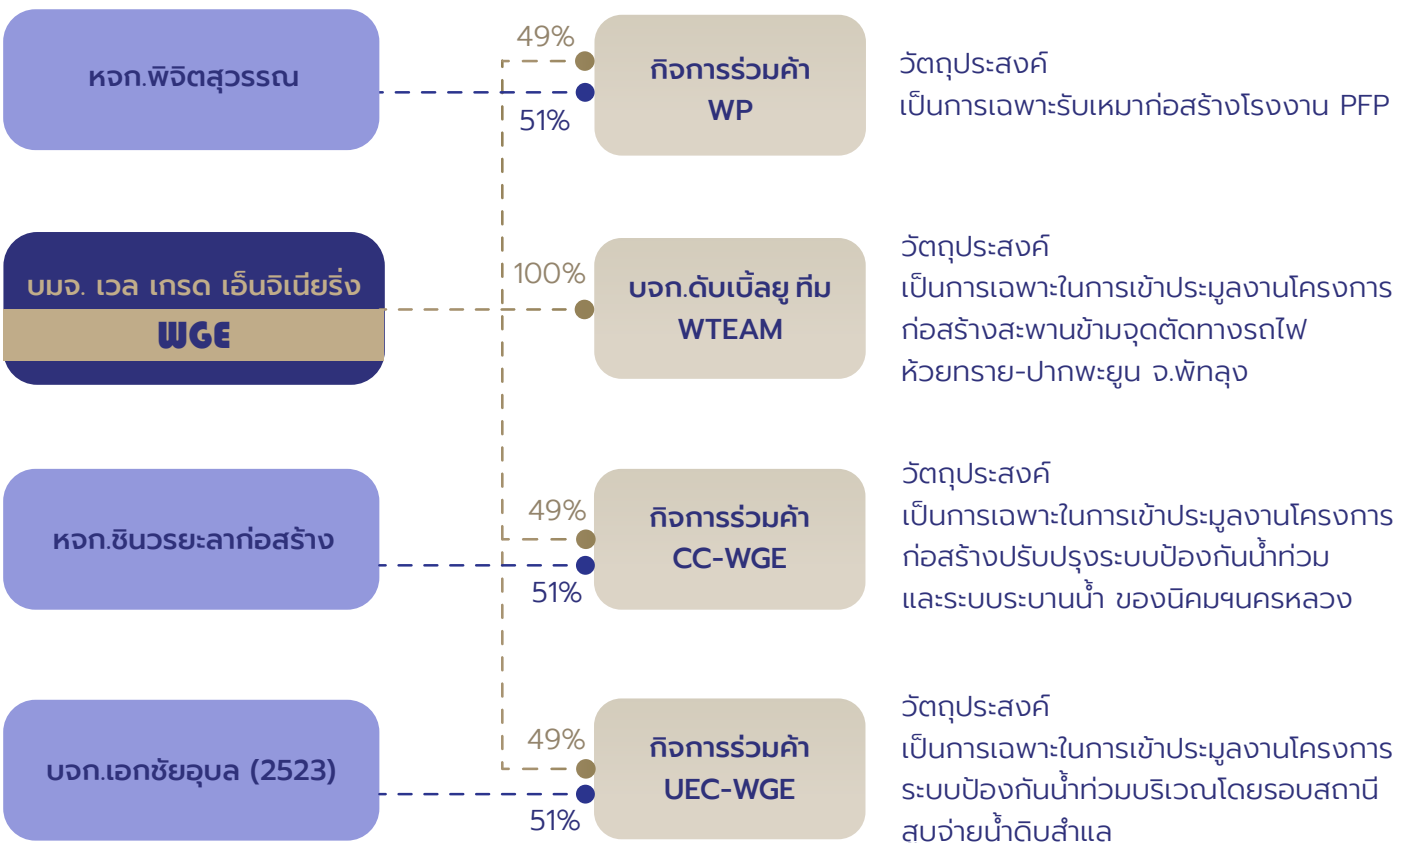 หจก.พิจิตสุวรรณ
49%
51%
กิจการร่วมค้า
WP
วัตถุประสงค์
เป็นการเฉพาะรับเหมาก่อสร้างโรงงาน PFP
บมจ. เวล เกรด เอ็นจิเนียริ่ง
WGE
100%
บจก.ดับเบิ้ลยู ทีม
WTEAM
วัตถุประสงค์
เป็นการเฉพาะในการเข้าประมูลงานโครงการ
ก่อสร้างสะพานข้ามจุดตัดทางรถไฟ
ห้วยทราย-ปากพะยูน จ.พัทลุง
หจก.ชินวรยะลาก่อสร้าง
49%
51%
กิจการร่วมค้า
CC-WGE
วัตถุประสงค์
เป็นการเฉพาะในการเข้าประมูลงานโครงการ
ก่อสร้างปรับปรุงระบบป้องกันน้ำท่วม
และระบบระบานน้ำ ของนิคมฯนครหลวง
บจก.เอกชัยอุบล (2523)
49%
51%
กิจการร่วมค้า
UEC-WGE
วัตถุประสงค์
เป็นการเฉพาะในการเข้าประมูลงานโครงการ
ระบบป้องกันน้ำท่วมบริเวณโดยรอบสถานี
สูบจ่ายน้ำดิบสำแล